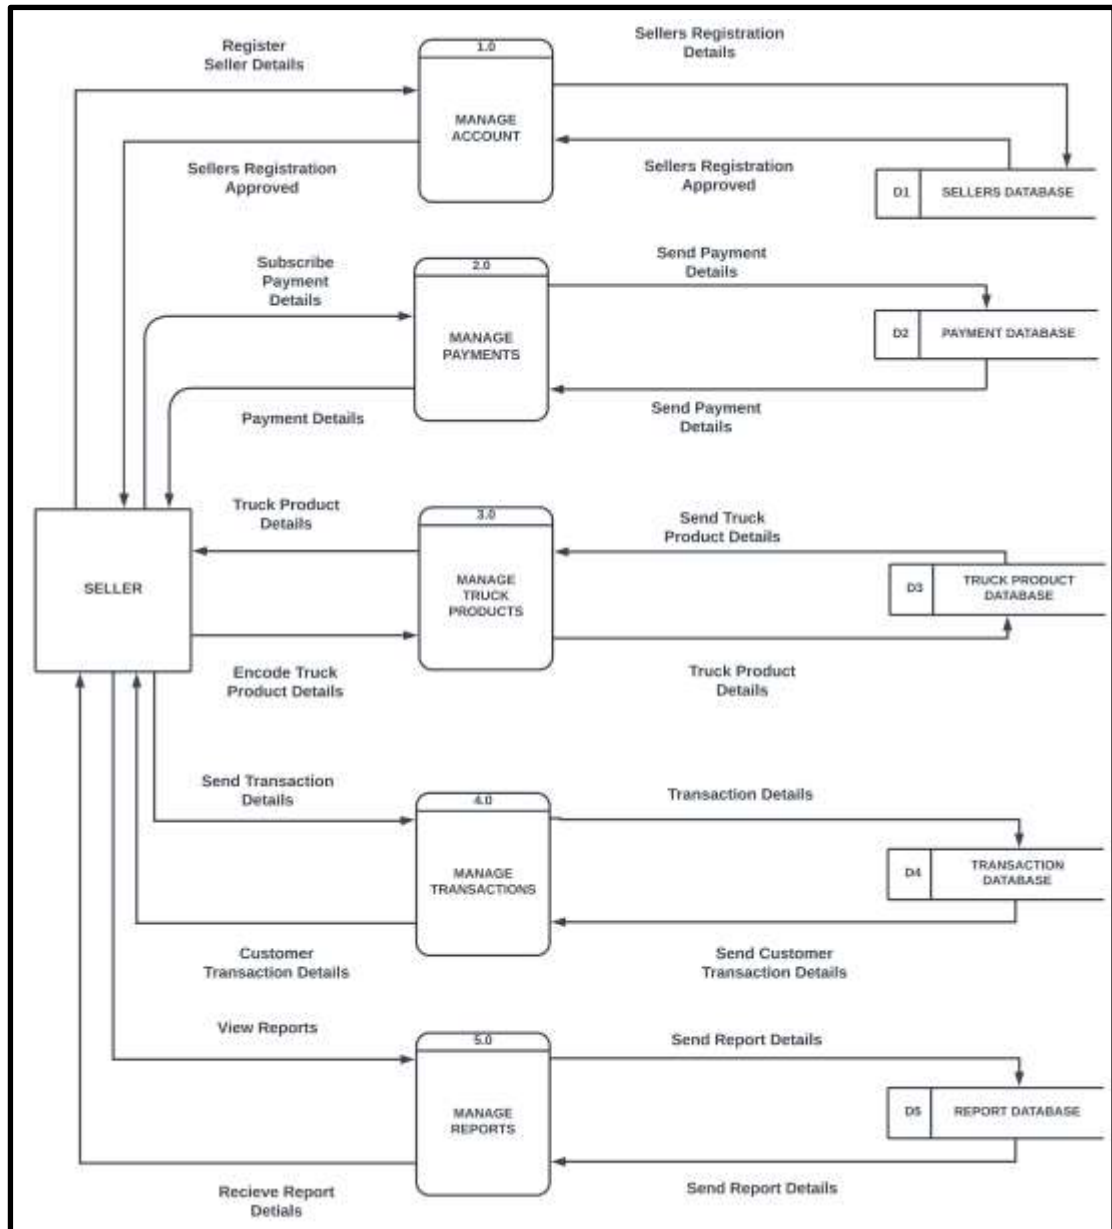 Register
Seller Details
1.0
Sellers Registration
Details
MANAGE
ACCOUNT
Sellers Registration
Approved
Sellers Registration
Approved
D1
SELLERS DATABASE
Subscribe
Payment
Details
2.0
Send Payment
Details
MANAGE
PAYMENTS
D2
PAYMENT DATABASE
Payment Details
Send Payment
Details
Truck Product
Details
3.0
Send Truck
Product Details
SELLER
MANAGE
TRUCK
PRODUCTS
D3
TRUCK PRODUCT
DATABASE
Encode Truck
Product Details
Truck Product
Details
Send Transaction
Details
4.0
Transaction Details
MANAGE
TRANSACTIONS
D4
TRANSACTION
DATABASE
Customer
Transaction Details
Send Customer
Transaction Details
View Reports
5.0
Send Report Details
MANAGE
REPORTS
D5
REPORT DATABASE
Recieve Report
Detials
Send Report Details